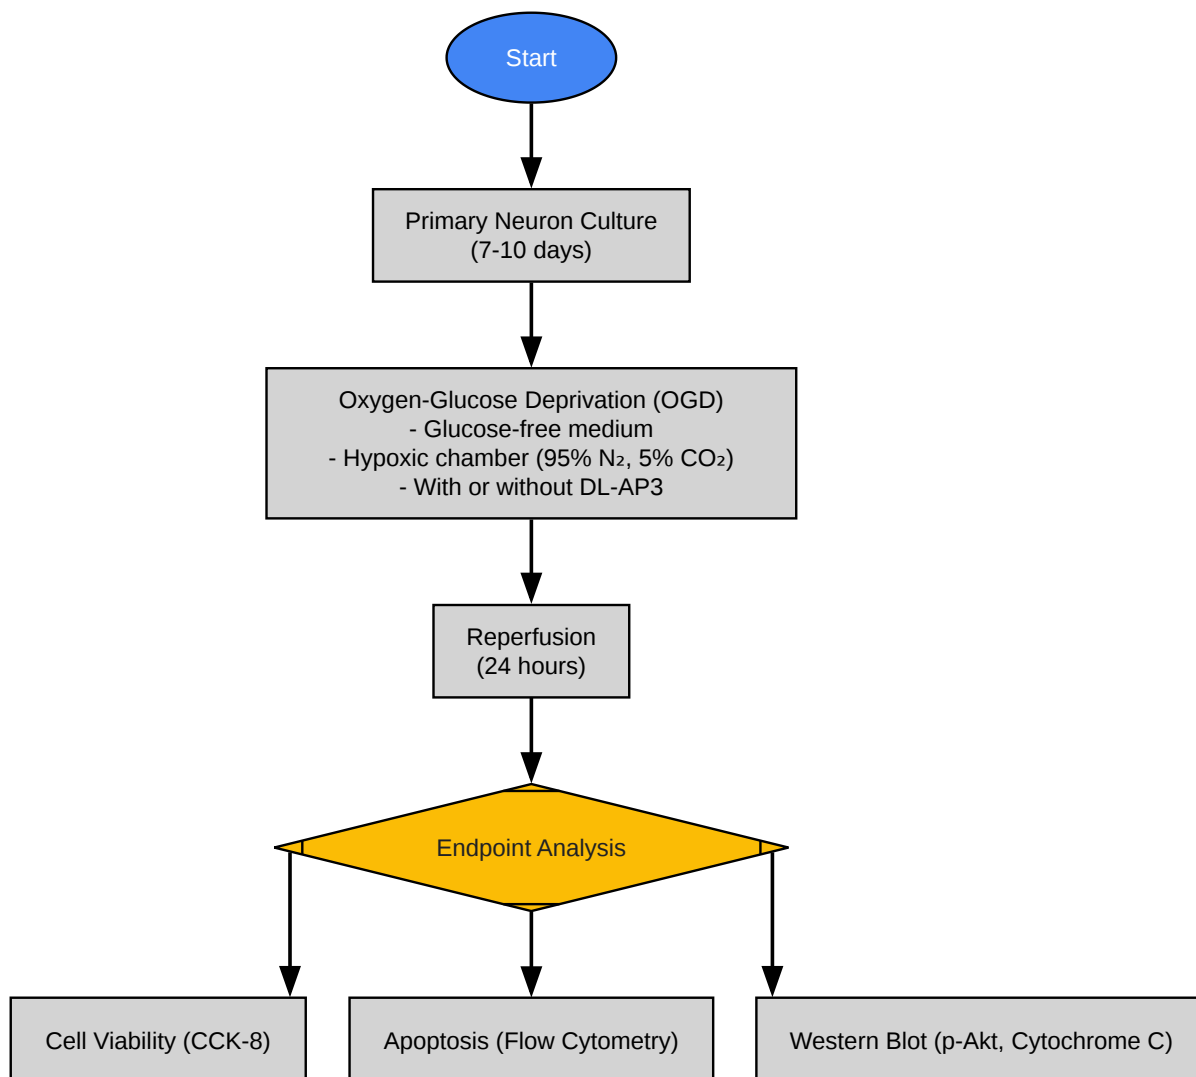 Start
Primary Neuron Culture
(7-10 days)
Oxygen-Glucose Deprivation (OGD)
- Glucose-free medium
- Hypoxic chamber (95% N₂, 5% CO₂)
- With or without DL-AP3
Reperfusion
(24 hours)
Endpoint Analysis
Cell Viability (CCK-8)
Apoptosis (Flow Cytometry)
Western Blot (p-Akt, Cytochrome C)